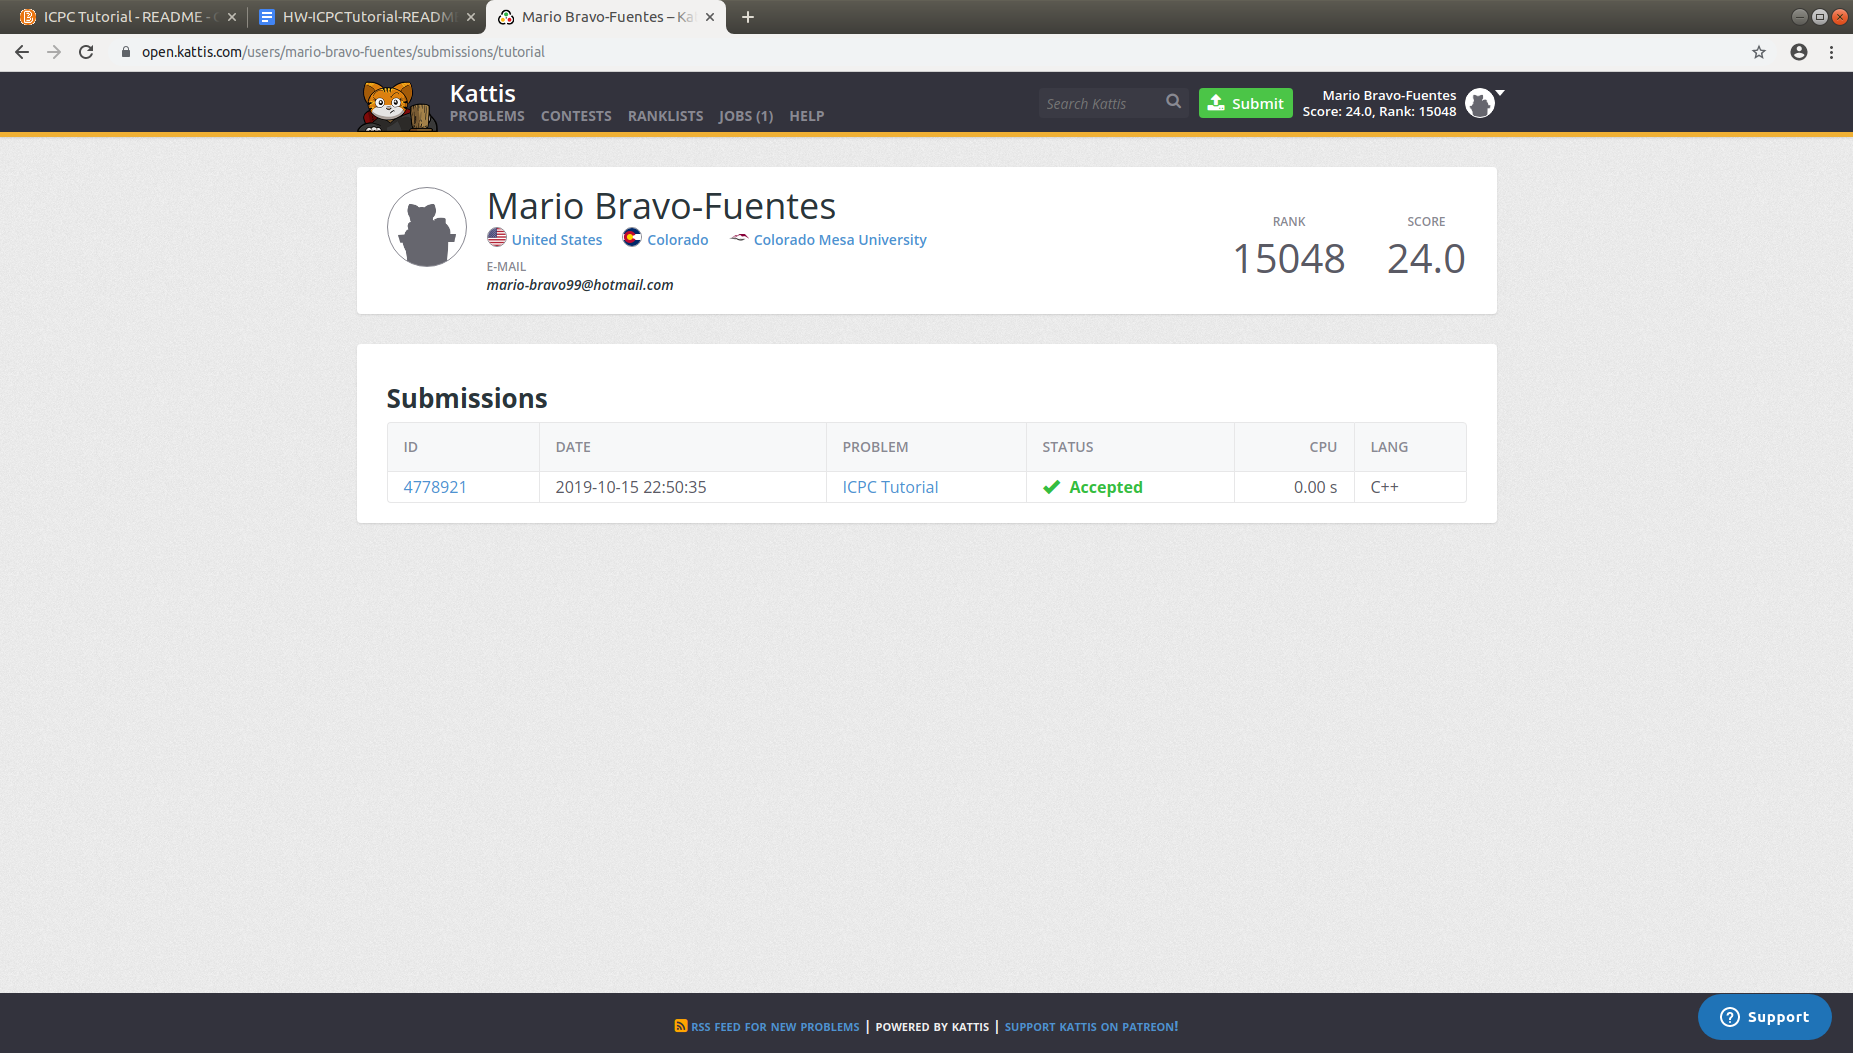 ICPC Tutorial - README -
HW-ICPCTutorial-README
Mario Bravo-Fuentes – Ka
open.kattis.com/users/mario-bravo-fuentes/submissions/tutorial
Kattis
PROBLEMS CONTESTS RANKLISTS JOBS (1) HELP
Search Kattis
Submit
Mario Bravo-Fuentes
Score: 24.0, Rank: 15048
Mario Bravo-Fuentes
United States Colorado Colorado Mesa University
E-MAIL
mario-bravo99@hotmail.com
RANK SCORE
15048 24.0
Submissions
ID DATE PROBLEM STATUS CPU LANG
4778921 2019-10-15 22:50:35 ICPC Tutorial Accepted 0.00 s C++
RSS FEED FOR NEW PROBLEMS | POWERED BY KATTIS | SUPPORT KATTIS ON PATREON!
Support